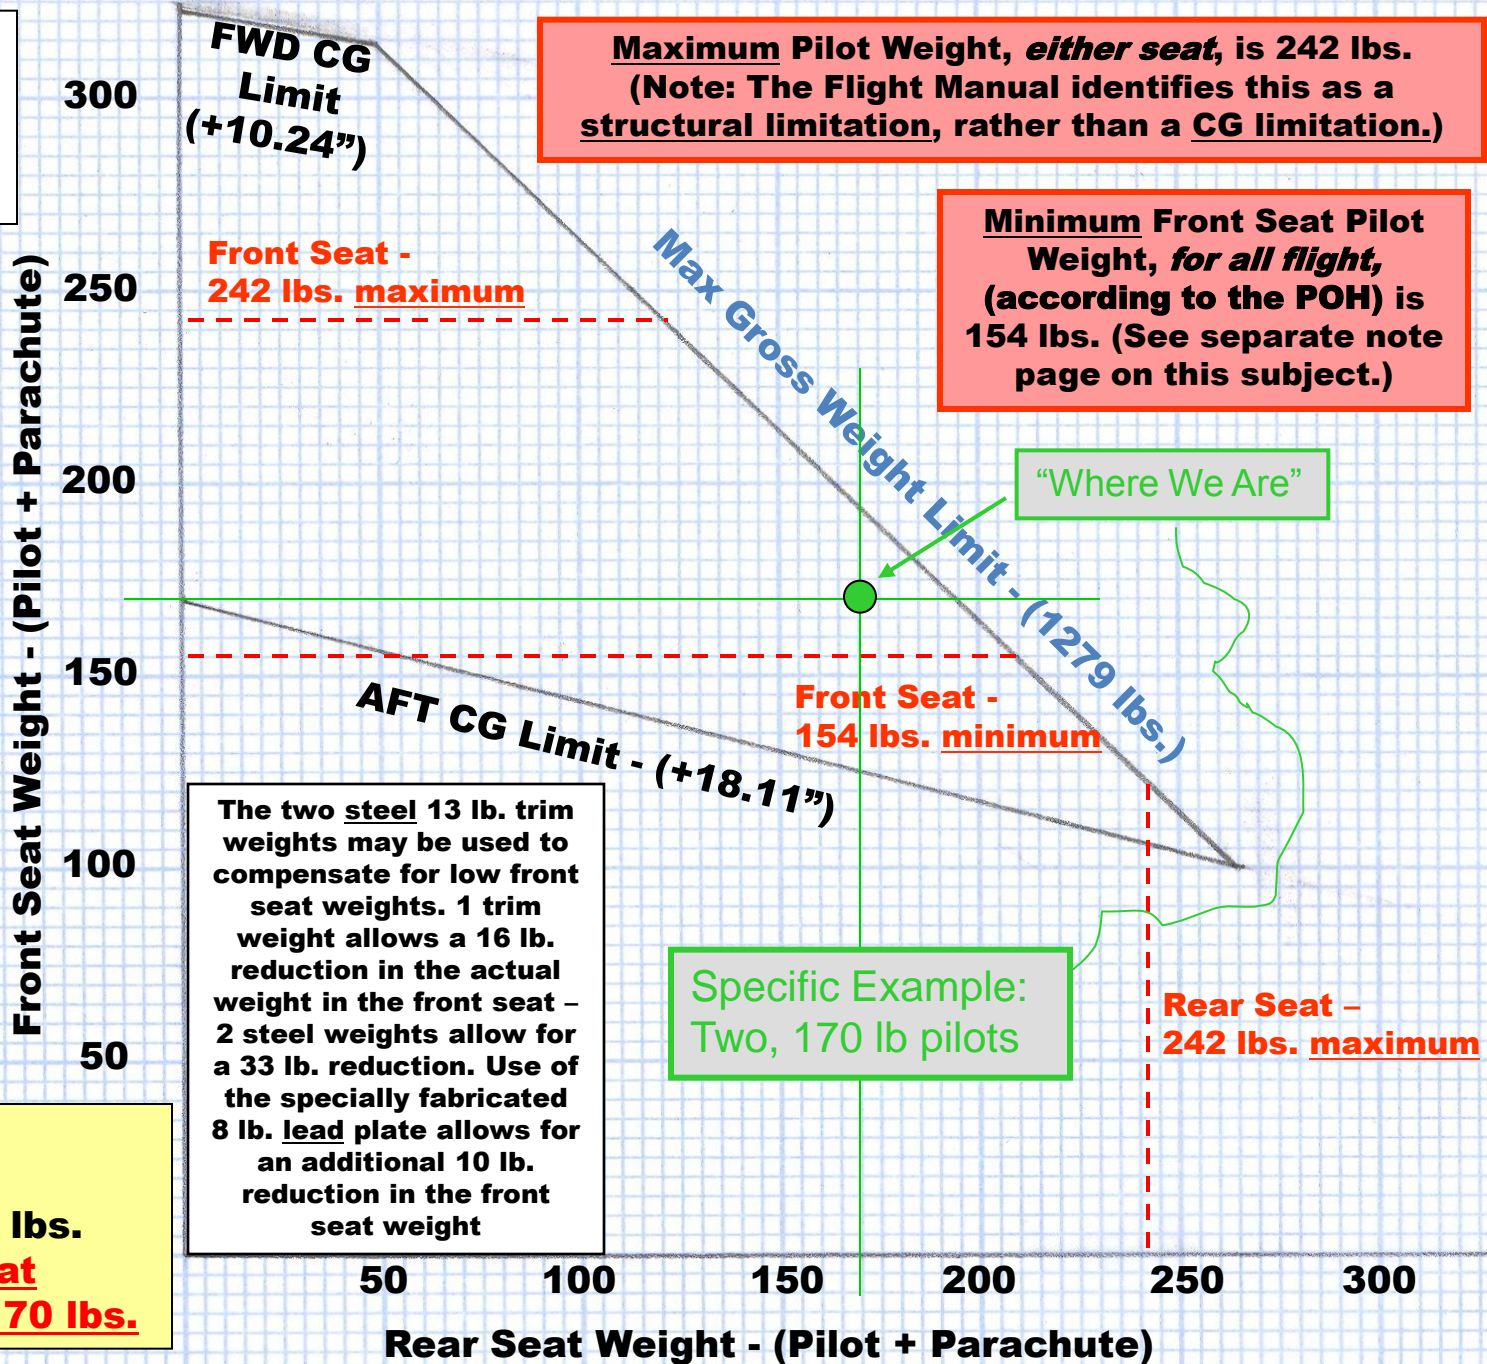 FWD CG
Limit
(+10.24”)
Maximum Pilot Weight, either seat, is 242 lbs.
(Note: The Flight Manual identifies this as a
structural limitation, rather than a CG limitation.)
Minimum Front Seat Pilot
Weight, for all flight,
(according to the POH) is
154 lbs. (See separate note
page on this subject.)
Front Seat -
242 lbs. maximum
Max Gross Weight Limit - (1279 lbs.)
“Where We Are”
Front Seat Weight - (Pilot + Parachute)
300
250
200
150
100
50
Front Seat -
154 lbs. minimum
AFT CG Limit - (+18.11”)
The two steel 13 lb. trim
weights may be used to
compensate for low front
seat weights. 1 trim
weight allows a 16 lb.
reduction in the actual
weight in the front seat –
2 steel weights allow for
a 33 lb. reduction. Use of
the specially fabricated
8 lb. lead plate allows for
an additional 10 lb.
reduction in the front
seat weight
Specific Example:
Two, 170 lb pilots
Rear Seat –
242 lbs. maximum
lbs.
at
70 lbs.
50 100 150 200 250 300
Rear Seat Weight - (Pilot + Parachute)